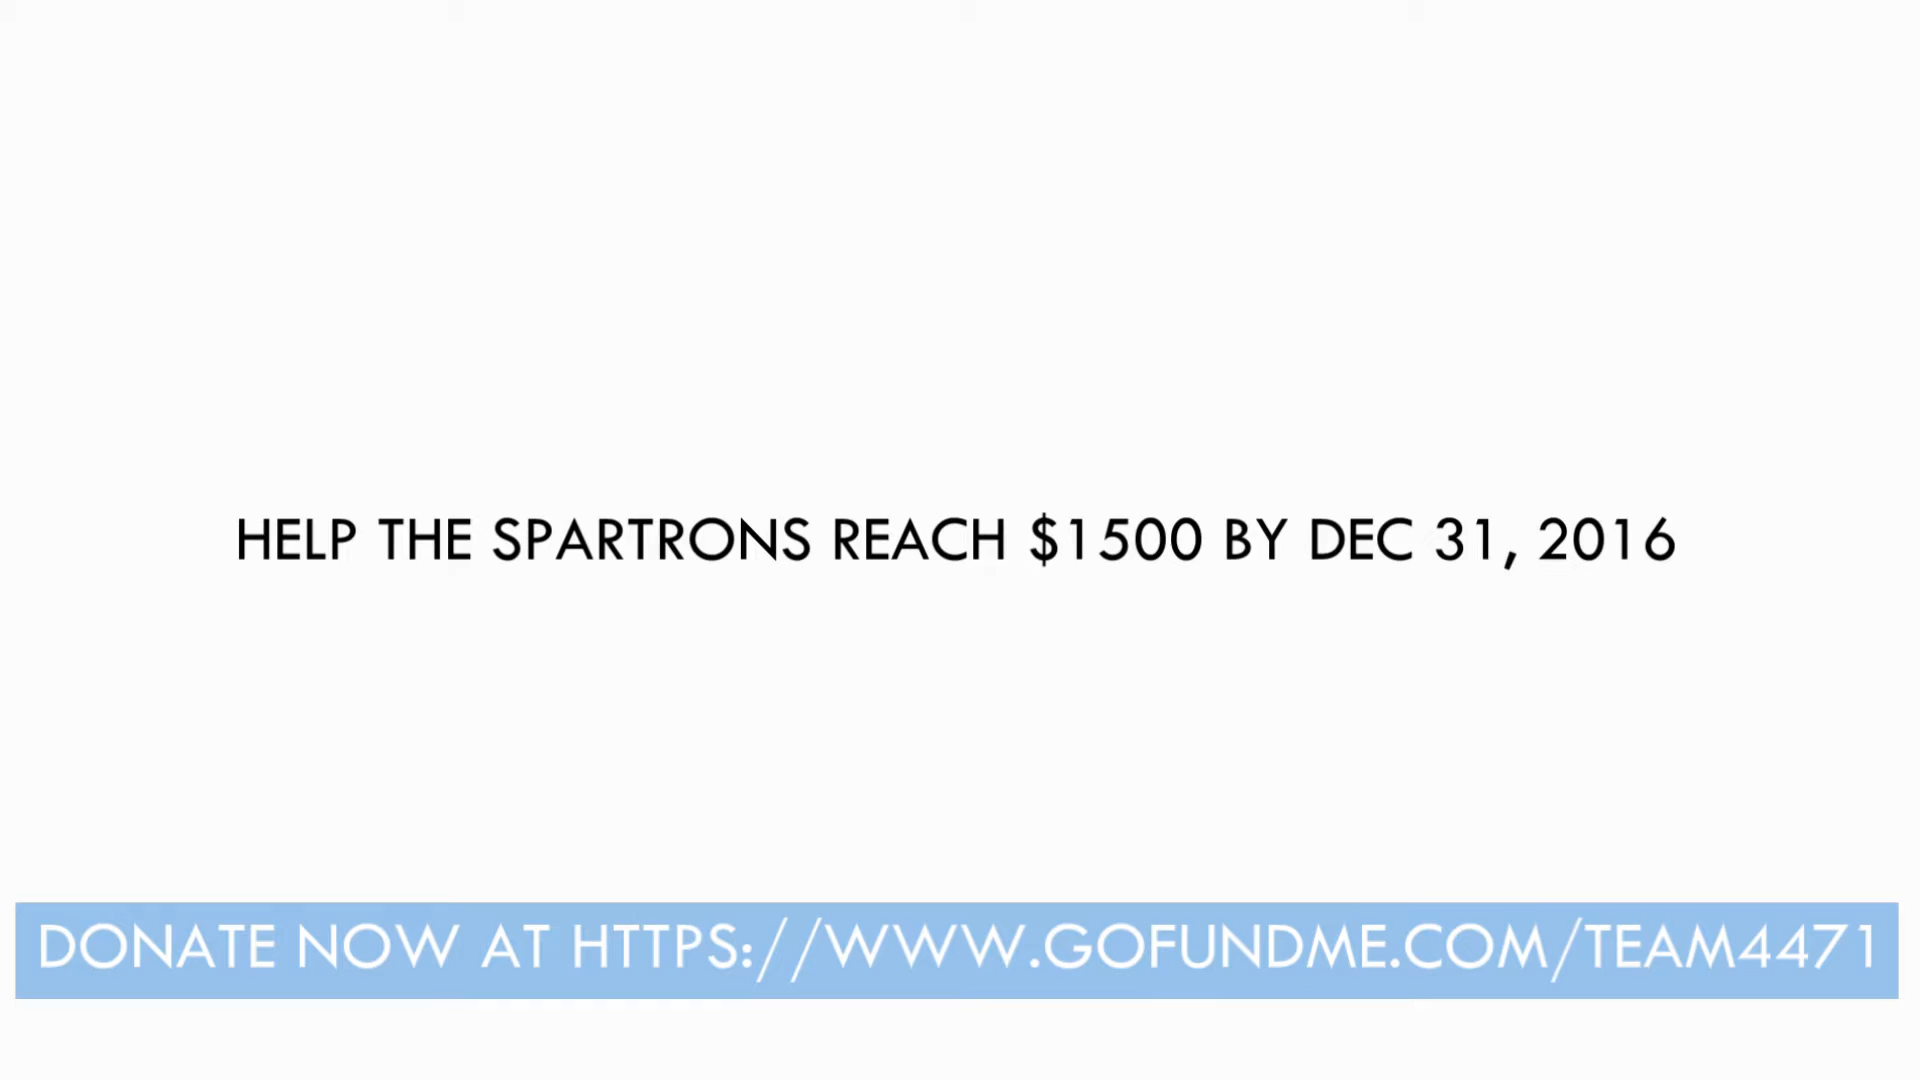 HELP THE SPARTRONS REACH $1500 BY DEC 31, 2016
DONATE NOW AT HTTPS://WWW.GOFUNDME.COM/TEAM4471